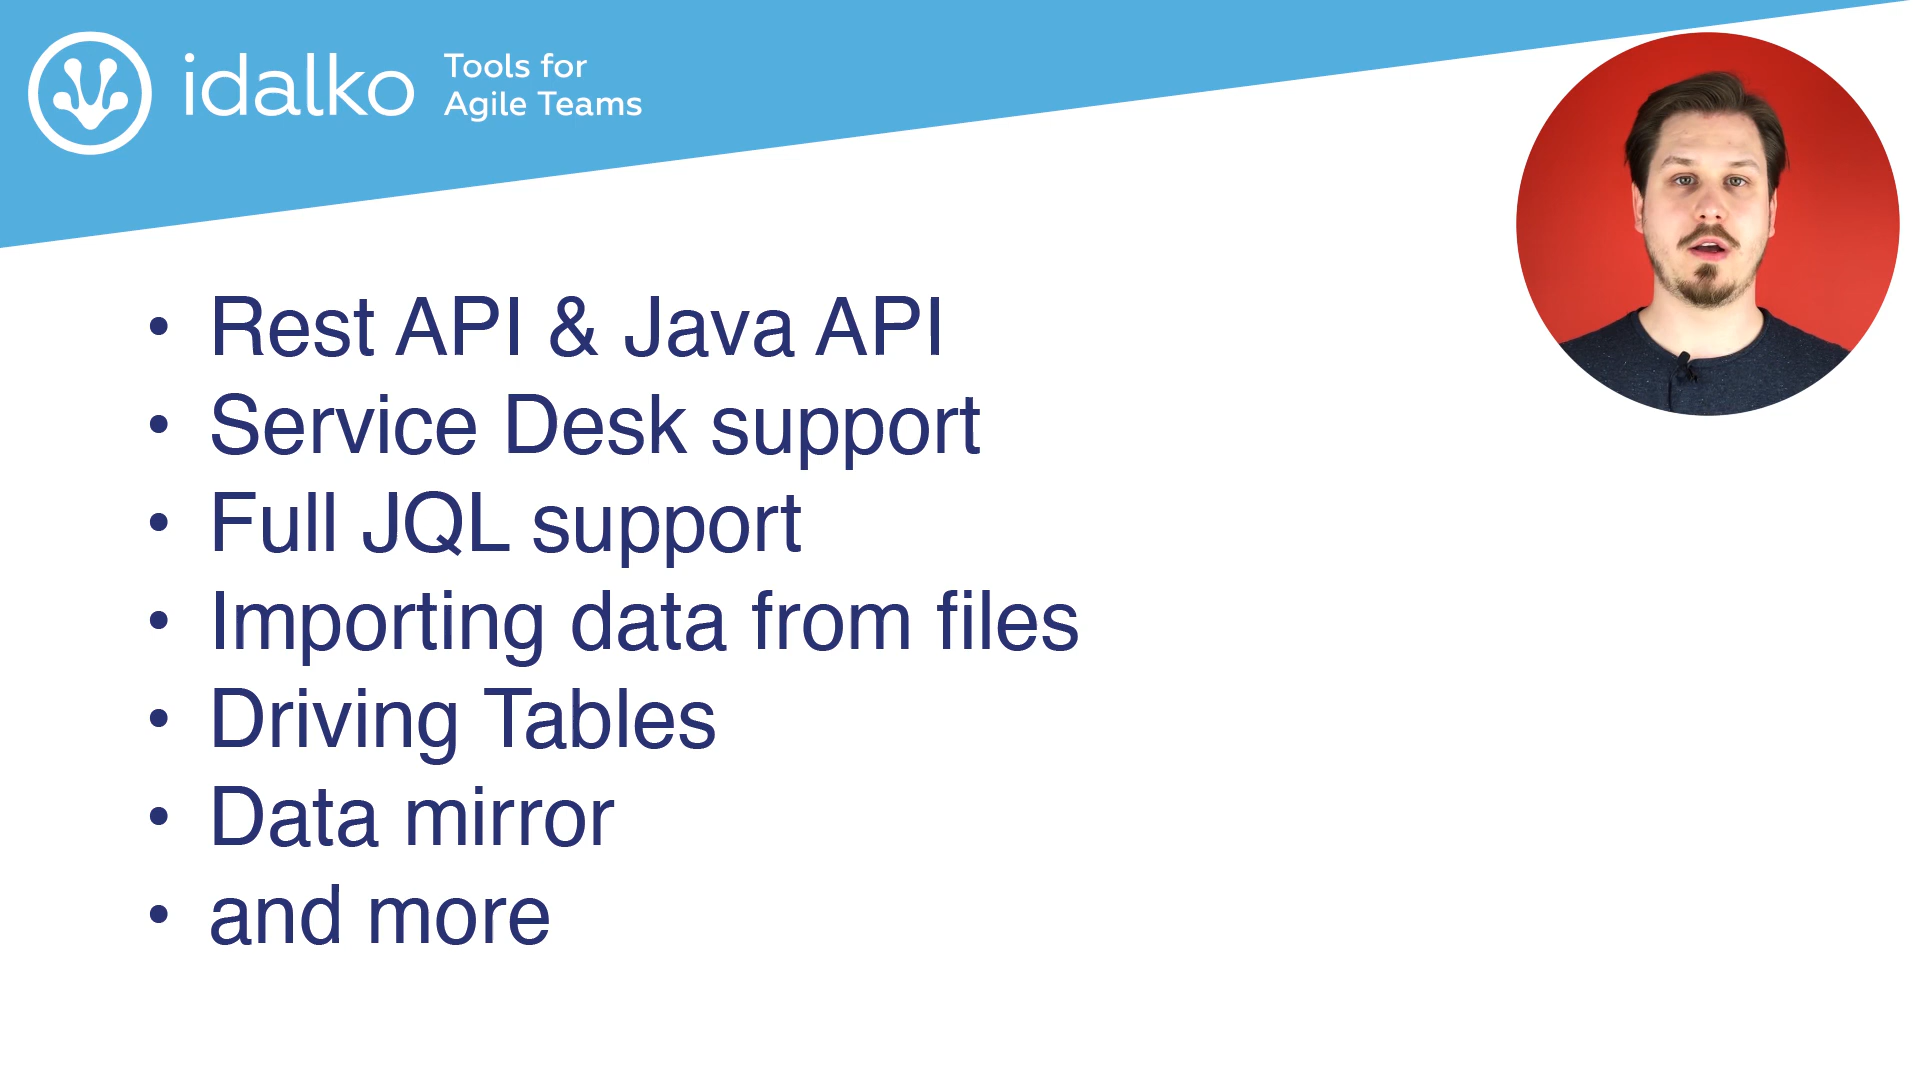 idalko
Tools for
Agile Teams
• Rest API & Java API
• Service Desk support
• Full JQL support
• Importing data from files
• Driving Tables
• Data mirror
• and more